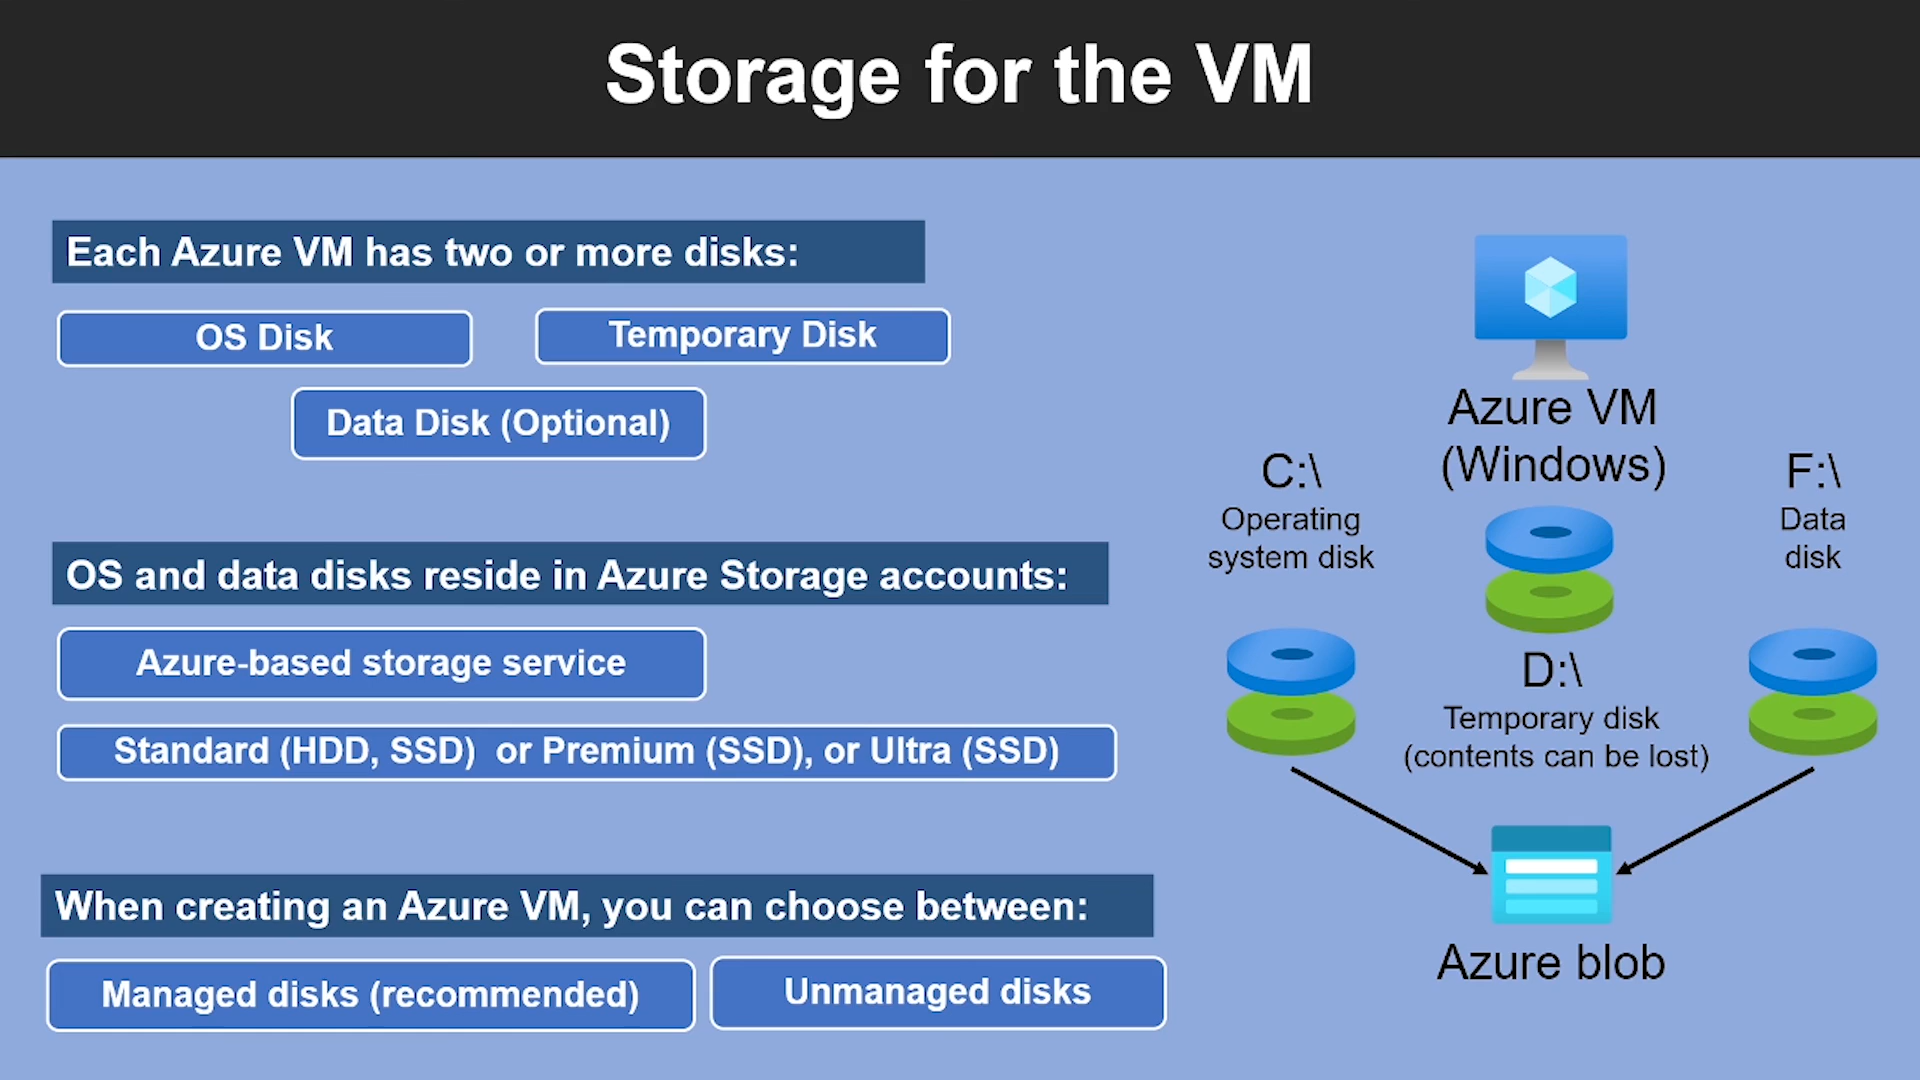 Storage for the VM
Each Azure VM has two or more disks:
OS Disk
Temporary Disk
Data Disk (Optional)
OS and data disks reside in Azure Storage accounts:
Azure-based storage service
Standard (HDD, SSD)  or Premium (SSD), or Ultra (SSD)
When creating an Azure VM, you can choose between:
Managed disks (recommended)
Unmanaged disks
Azure VM
(Windows)
C:\
Operating
system disk
F:\
Data
disk
D:\
Temporary disk
(contents can be lost)
Azure blob